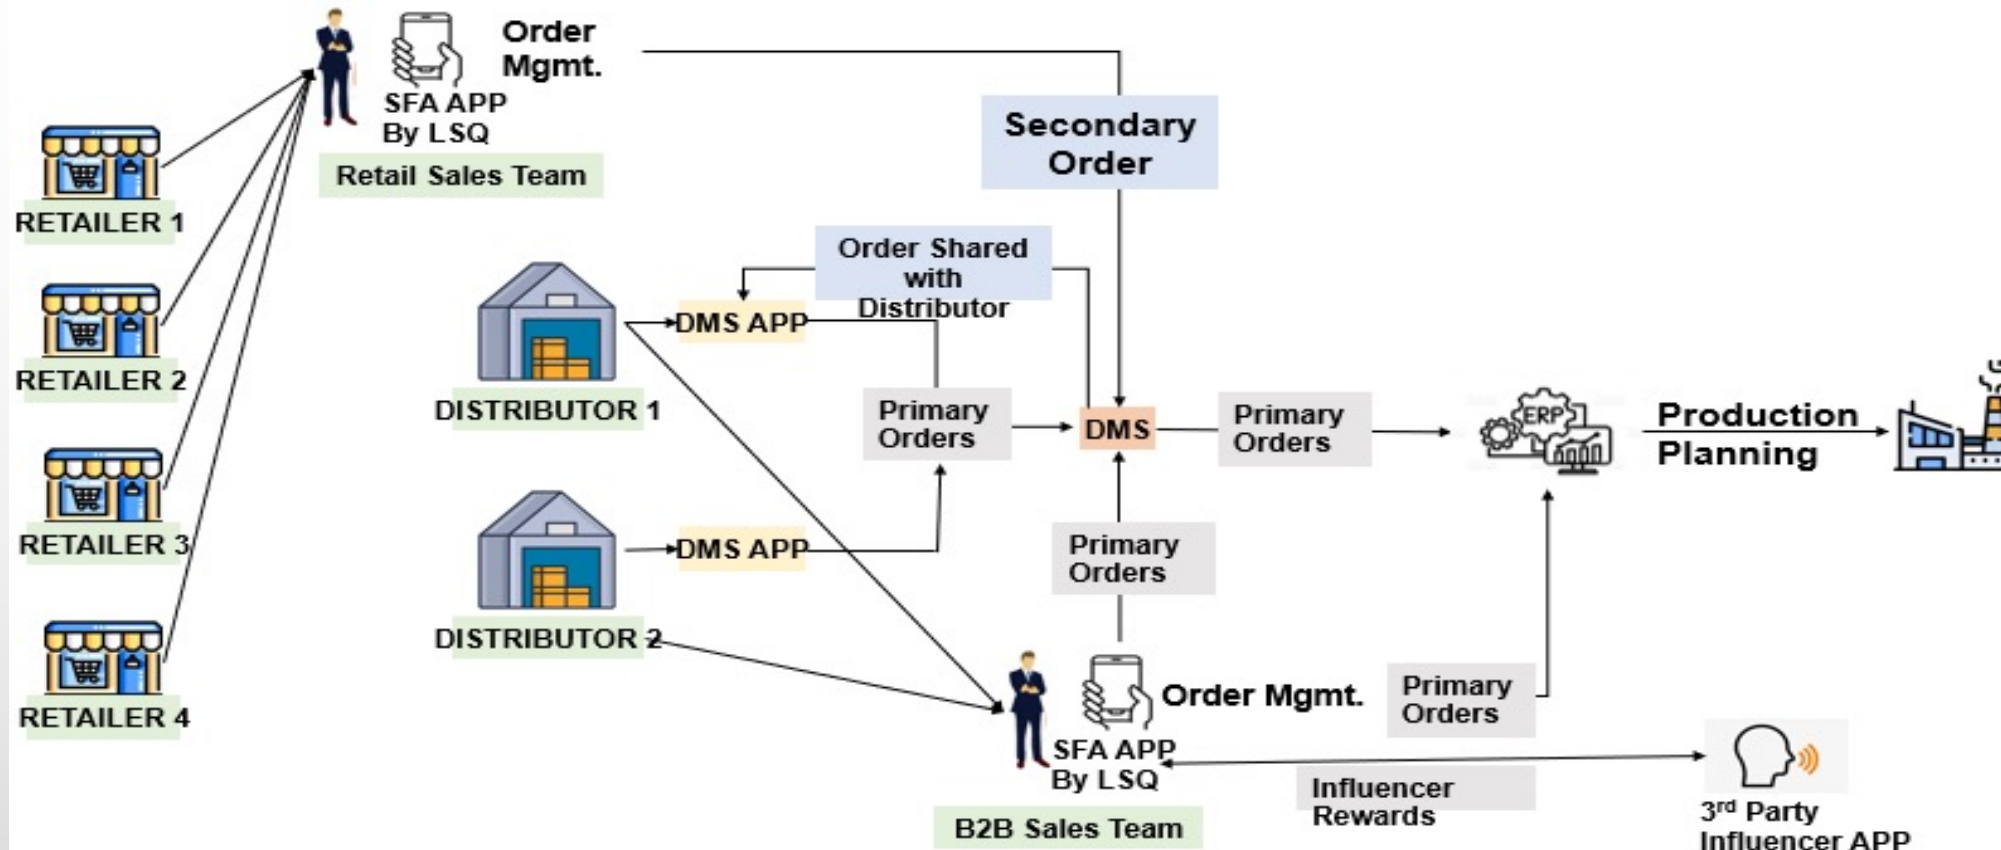 Order
Mgmt.
SFA APP
By LSQ
Retail Sales Team
RETAILER 1
RETAILER 2
RETAILER 3
RETAILER 4
Secondary
Order
Order Shared
with
Distributor
DMS APP
DISTRIBUTOR 1
Primary
Orders
DMS
Primary
Orders
ERP
Production
Planning
DMS APP
DISTRIBUTOR 2
Primary
Orders
Order Mgmt.
SFA APP
By LSQ
B2B Sales Team
Primary
Orders
Influencer
Rewards
3rd Party
Influencer APP